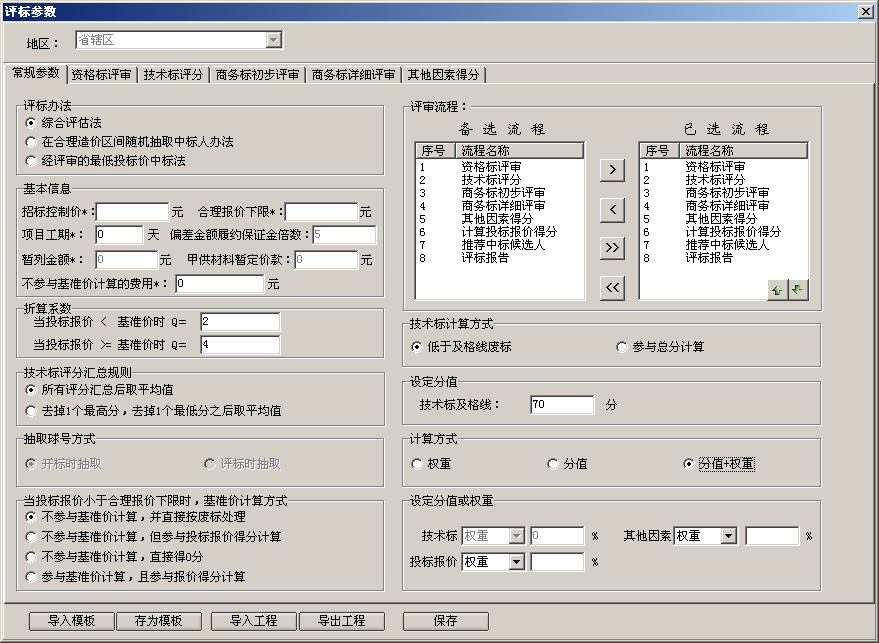 评标参数
地区：
省辖区
常规参数 资格标评审 技术标评分 商务标初步评审 商务标详细评审 其他因素得分
评标办法
综合评估法
在合理造价区间随机抽取中标人办法
经评审的最低投标价中标法
基本信息
招标控制价*： 元 合理报价下限*： 元
项目工期*： 0 天 偏差金额履约保证金倍数： 5
暂列金额*： 0 元 甲供材料暂定价款： 0 元
不参与基准价计算的费用*： 0 元
折算系数
当投标报价 < 基准价时 Q= 2
当投标报价 >= 基准价时 Q= 4
技术标评分汇总规则
所有评分汇总后取平均值
去掉1个最高分，去掉1个最低分之后取平均值
抽取球号方式
开标时抽取 评标时抽取
当投标报价小于合理报价下限时，基准价计算方式
不参与基准价计算，并直接按废标处理
不参与基准价计算，但参与投标报价得分计算
不参与基准价计算，直接得0分
参与基准价计算，且参与报价得分计算
评审流程：
备 选 流 程
序号 流程名称
1 资格标评审
2 技术标评分
3 商务标初步评审
4 商务标详细评审
5 其他因素得分
6 计算投标报价得分
7 推荐中标候选人
8 评标报告
>
<
>>
<<
已 选 流 程
序号 流程名称
1 资格标评审
2 技术标评分
3 商务标初步评审
4 商务标详细评审
5 其他因素得分
6 计算投标报价得分
7 推荐中标候选人
8 评标报告
技术标计算方式
低于及格线废标 参与总分计算
设定分值
技术标及格线： 70 分
计算方式
权重 分值 分值+权重
设定分值或权重
技术标 权重 0 % 其他因素 权重 %
投标报价 权重 %
导入模板 存为模板 导入工程 导出工程 保存